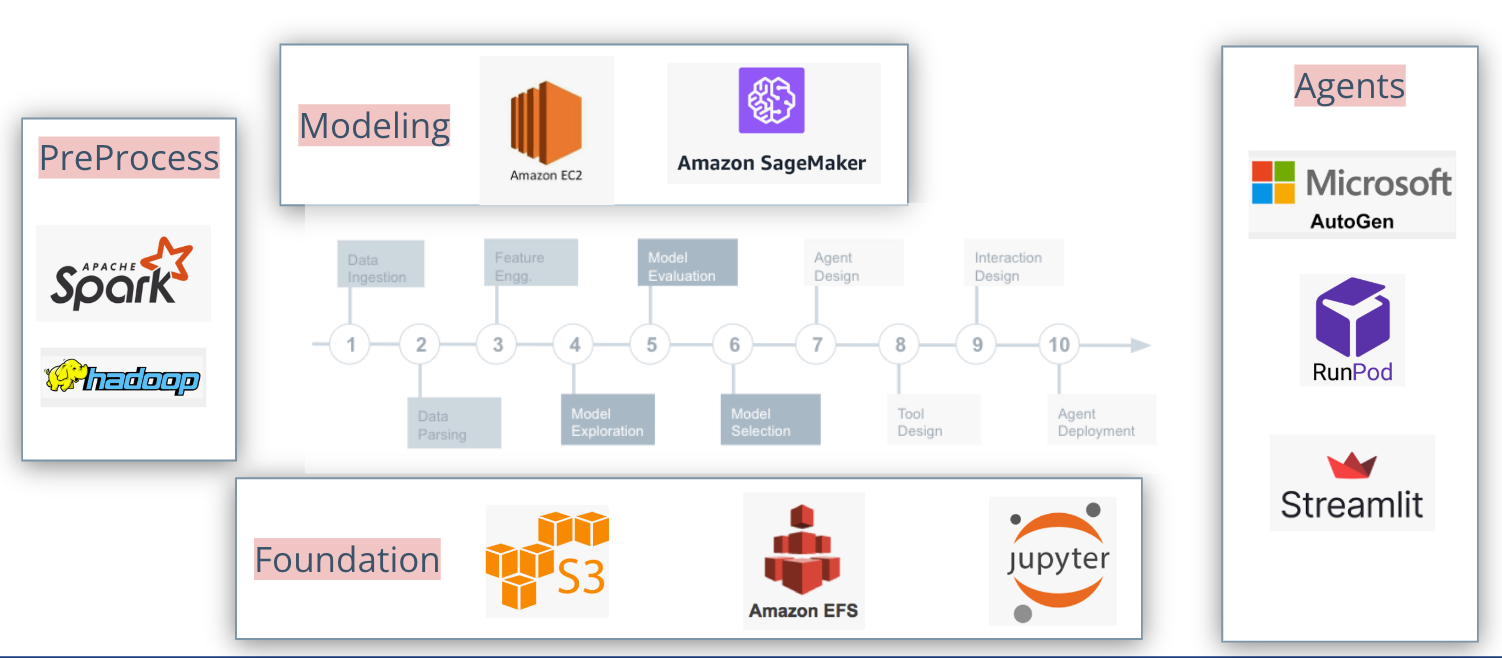 PreProcess
APACHE
Spark
hadoop
Modeling
Amazon EC2
Amazon SageMaker
Data
Ingestion
Feature
Engg.
Model
Evaluation
Agent
Design
Interaction
Design
1
2
3
4
5
6
7
8
9
10
Data
Parsing
Model
Exploration
Model
Selection
Tool
Design
Agent
Deployment
Foundation
S3
Amazon EFS
Jupyter
Agents
Microsoft
AutoGen
RunPod
Streamlit